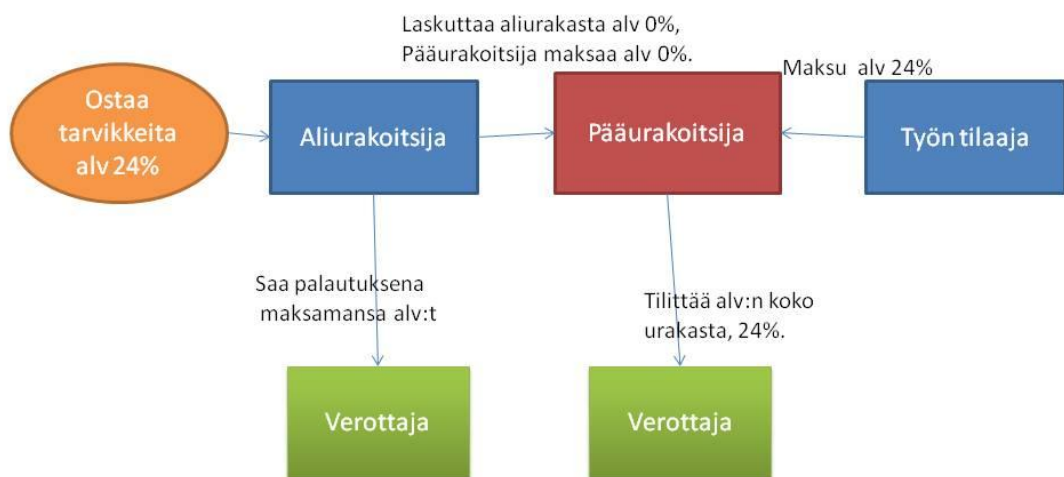 Laskuttaa aliurakasta alv 0%,
Pääurakoitsija maksaa alv 0%.
Maksu alv 24%
Ostaa
tarvikkeita
alv 24%
Aliurakoitsija
Pääurakoitsija
Työn tilaaja
Saa palautuksena
maksamansa alv:t
Tilittää alv:n koko
urakasta, 24%.
Verottaja
Verottaja